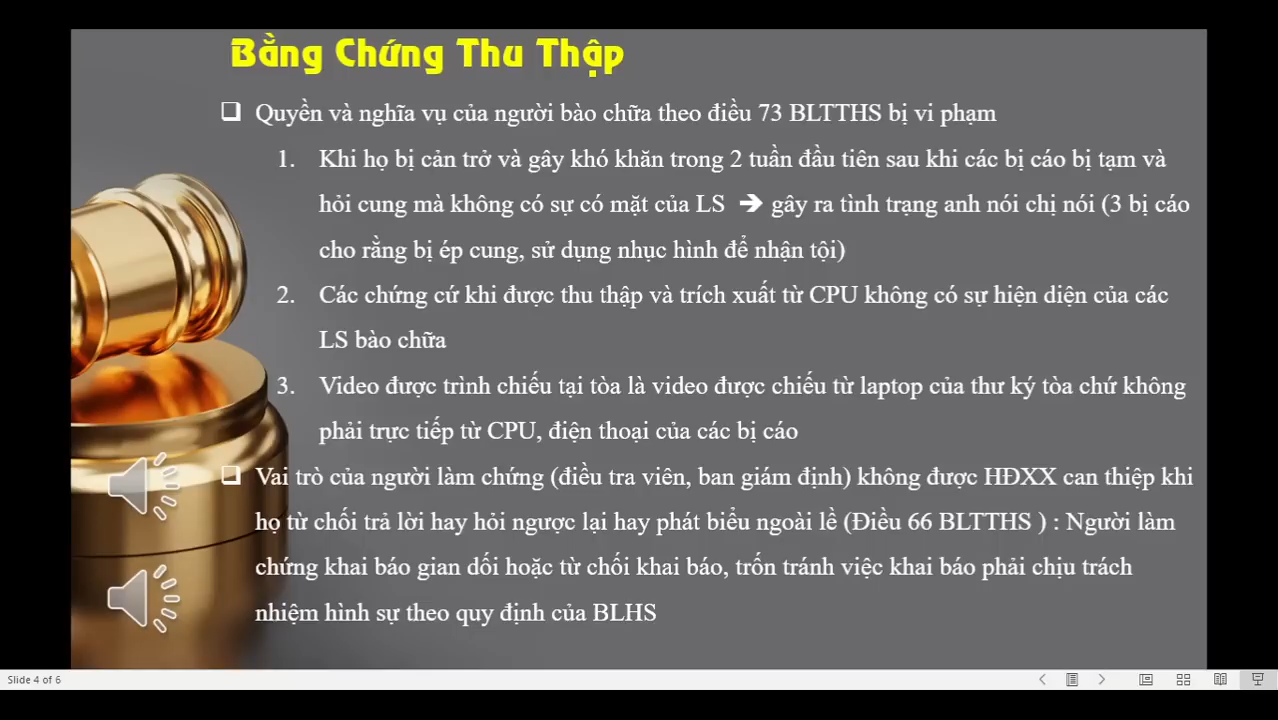 Bằng Chứng Thu Thập
❑ Quyền và nghĩa vụ của người bào chữa theo điều 73 BLTTHS bị vi phạm
1. Khi họ bị cản trở và gây khó khăn trong 2 tuần đầu tiên sau khi các bị cáo bị tạm và
hỏi cung mà không có sự có mặt của LS ➔ gây ra tình trạng anh nói chị nói (3 bị cáo
cho rằng bị ép cung, sử dụng nhục hình để nhận tội)
2. Các chứng cứ khi được thu thập và trích xuất từ CPU không có sự hiện diện của các
LS bào chữa
3. Video được trình chiếu tại tòa là video được chiếu từ laptop của thư ký tòa chứ không
phải trực tiếp từ CPU, điện thoại của các bị cáo
❑ Vai trò của người làm chứng (điều tra viên, ban giám định) không được HĐXX can thiệp khi
họ từ chối trả lời hay hỏi ngược lại hay phát biểu ngoài lề (Điều 66 BLTTHS ) : Người làm
chứng khai báo gian dối hoặc từ chối khai báo, trốn tránh việc khai báo phải chịu trách
nhiệm hình sự theo quy định của BLHS
Slide 4 of 6